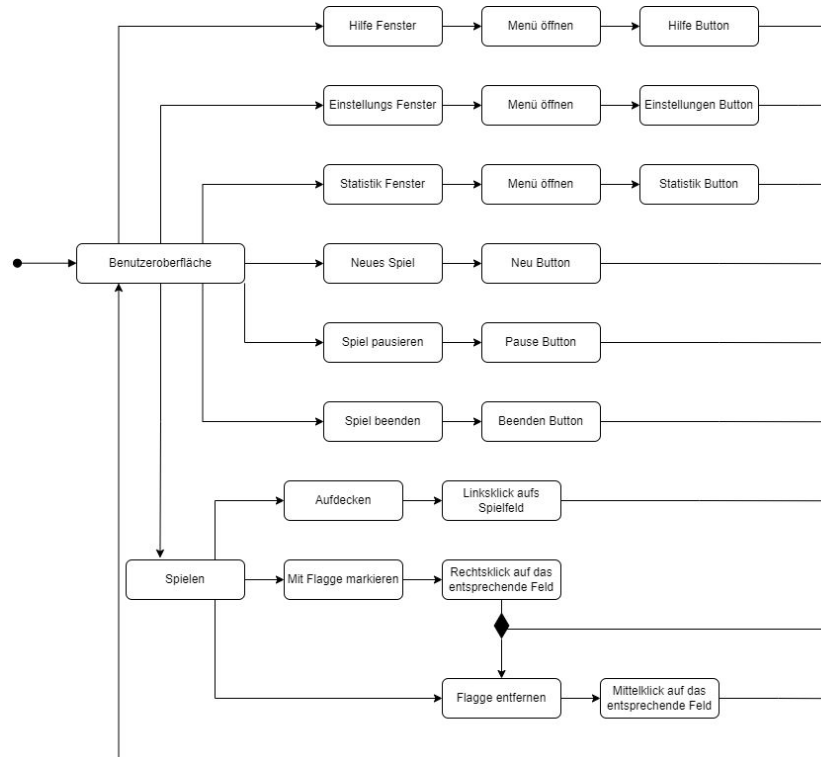 Hilfe Fenster
Menü öffnen
Hilfe Button
Einstellungs Fenster
Menü öffnen
Einstellungen Button
Statistik Fenster
Menü öffnen
Statistik Button
Benutzeroberfläche
Neues Spiel
Neu Button
Spiel pausieren
Pause Button
Spiel beenden
Beenden Button
Aufdecken
Linksklick aufs
Spielfeld
Spielen
Mit Flagge markieren
Rechtsklick auf das
entsprechende Feld
Flagge entfernen
Mittelklick auf das
entsprechende Feld